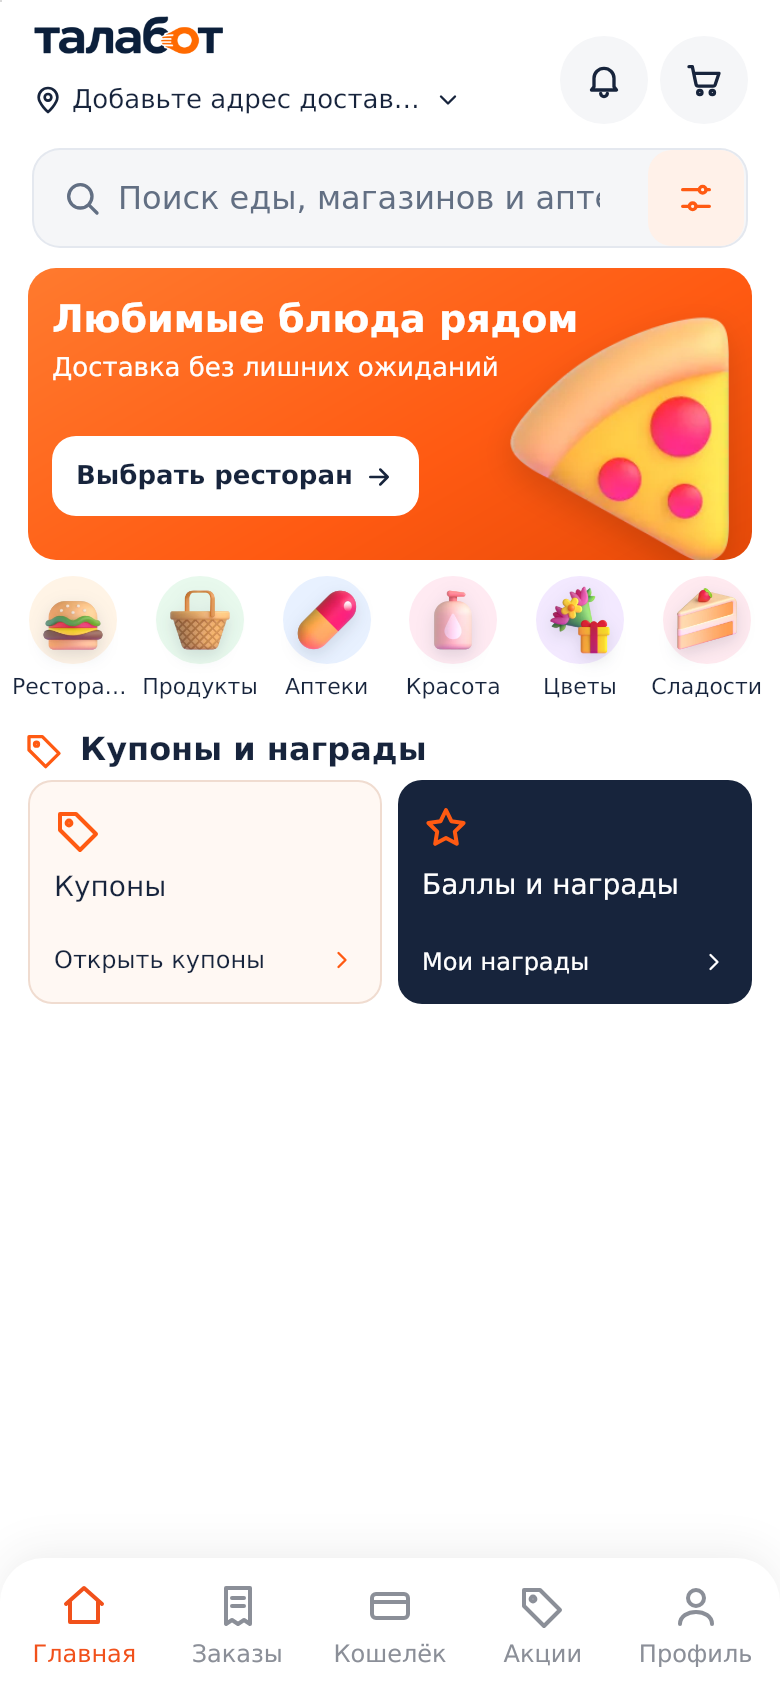 талабот
Добавьте адрес достав...
Поиск еды, магазинов и апте
Любимые блюда рядом
Доставка без лишних ожиданий
Выбрать ресторан →
Рестора...
Продукты
Аптеки
Красота
Цветы
Сладости
Купоны и награды
Купоны
Открыть купоны
Баллы и награды
Мои награды
Главная
Заказы
Кошелёк
Акции
Профиль